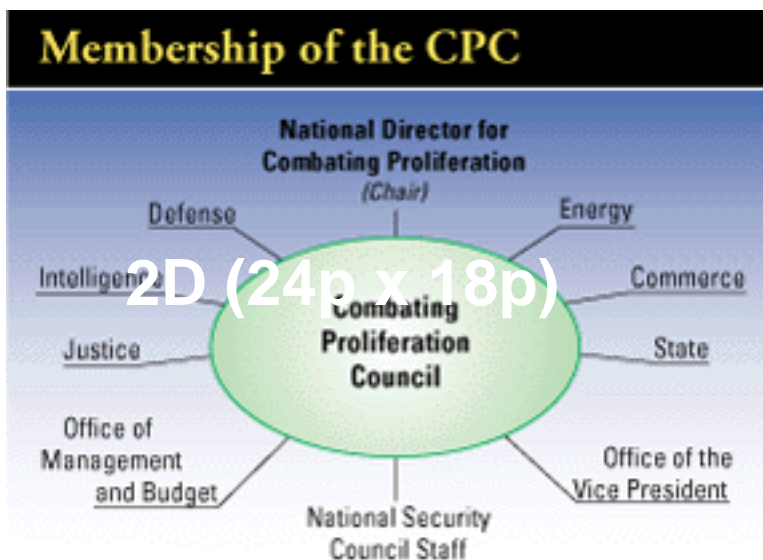 Membership of the CPC
National Director for
Combating Proliferation
(Chair)
Defense
Energy
Intelligence
2D (24p x 18p)
Commerce
Combating
Proliferation
Council
Justice
State
Office of
Management
and Budget
Office of the
Vice President
National Security
Council Staff